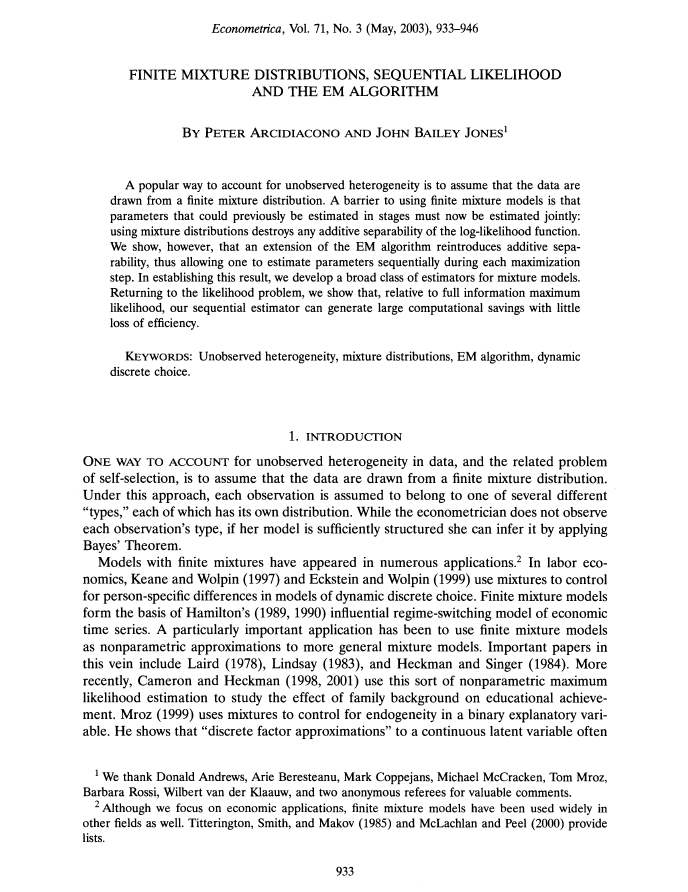 Econometrica, Vol. 71, No. 3 (May, 2003), 933–946
FINITE MIXTURE DISTRIBUTIONS, SEQUENTIAL LIKELIHOOD
AND THE EM ALGORITHM
BY PETER ARCIDIACONO AND JOHN BAILEY JONES¹
A popular way to account for unobserved heterogeneity is to assume that the data are
drawn from a finite mixture distribution. A barrier to using finite mixture models is that
parameters that could previously be estimated in stages must now be estimated jointly:
using mixture distributions destroys any additive separability of the log-likelihood function.
We show, however, that an extension of the EM algorithm reintroduces additive sepa-
rability, thus allowing one to estimate parameters sequentially during each maximization
step. In establishing this result, we develop a broad class of estimators for mixture models.
Returning to the likelihood problem, we show that, relative to full information maximum
likelihood, our sequential estimator can generate large computational savings with little
loss of efficiency.
KEYWORDS: Unobserved heterogeneity, mixture distributions, EM algorithm, dynamic
discrete choice.
1. INTRODUCTION
ONE WAY TO ACCOUNT for unobserved heterogeneity in data, and the related problem
of self-selection, is to assume that the data are drawn from a finite mixture distribution.
Under this approach, each observation is assumed to belong to one of several different
“types,” each of which has its own distribution. While the econometrician does not observe
each observation’s type, if her model is sufficiently structured she can infer it by applying
Bayes’ Theorem.
Models with finite mixtures have appeared in numerous applications.² In labor eco-
nomics, Keane and Wolpin (1997) and Eckstein and Wolpin (1999) use mixtures to control
for person-specific differences in models of dynamic discrete choice. Finite mixture models
form the basis of Hamilton’s (1989, 1990) influential regime-switching model of economic
time series. A particularly important application has been to use finite mixture models
as nonparametric approximations to more general mixture models. Important papers in
this vein include Laird (1978), Lindsay (1983), and Heckman and Singer (1984). More
recently, Cameron and Heckman (1998, 2001) use this sort of nonparametric maximum
likelihood estimation to study the effect of family background on educational achieve-
ment. Mroz (1999) uses mixtures to control for endogeneity in a binary explanatory vari-
able. He shows that “discrete factor approximations” to a continuous latent variable often
¹ We thank Donald Andrews, Arie Beresteanu, Mark Coppejans, Michael McCracken, Tom Mroz,
Barbara Rossi, Wilbert van der Klaauw, and two anonymous referees for valuable comments.
² Although we focus on economic applications, finite mixture models have been used widely in
other fields as well. Titterington, Smith, and Makov (1985) and McLachlan and Peel (2000) provide
lists.
933